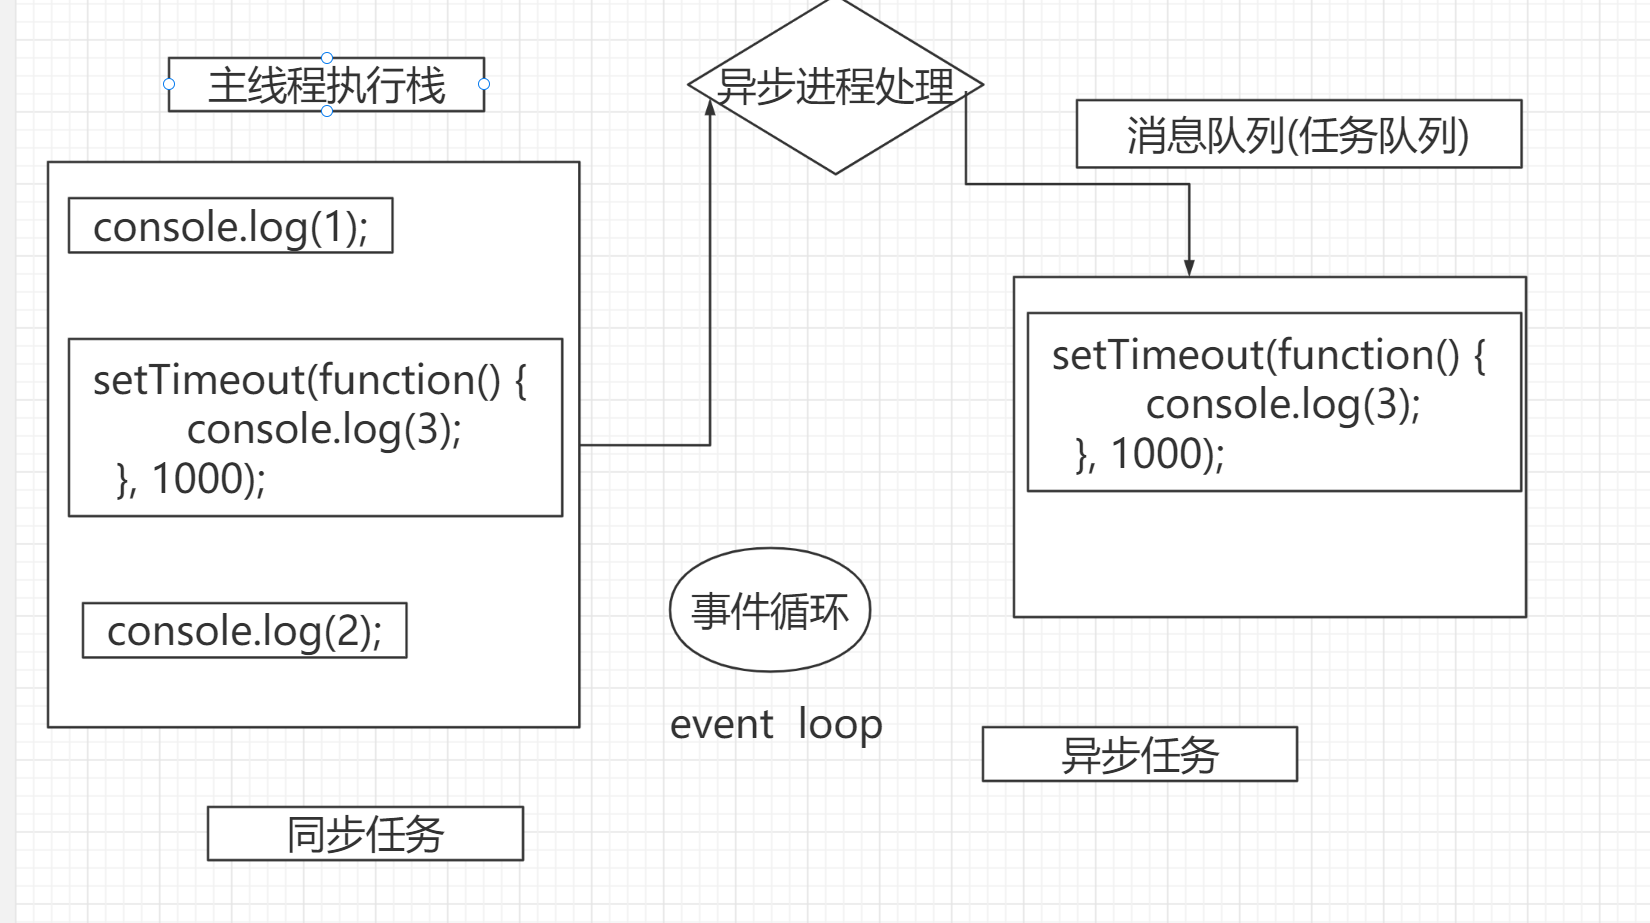 主线程执行栈
异步进程处理
消息队列(任务队列)
console.log(1);
setTimeout(function() {
console.log(3);
}, 1000);
console.log(2);
setTimeout(function() {
console.log(3);
}, 1000);
事件循环
event loop
异步任务
同步任务